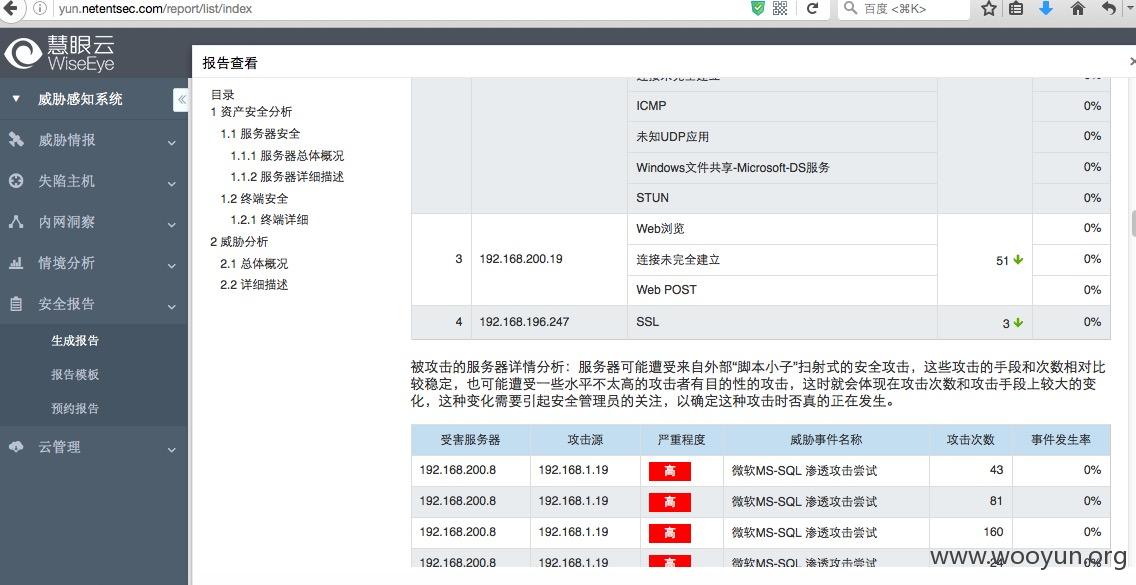 yun.netentsec.com/report/list/index
百度 <⌘K>
慧眼云
WiseEye
威胁感知系统
威胁情报
失陷主机
内网洞察
情境分析
安全报告
生成报告
报告模板
预约报告
云管理
报告查看
目录
1 资产安全分析
1.1 服务器安全
1.1.1 服务器总体概况
1.1.2 服务器详细描述
1.2 终端安全
1.2.1 终端详细
2 威胁分析
2.1 总体概况
2.2 详细描述
连接未完全建立 0%
ICMP 0%
未知UDP应用 0%
Windows文件共享-Microsoft-DS服务 0%
STUN 0%
Web浏览 0%
3 192.168.200.19 连接未完全建立 51 0%
Web POST 0%
4 192.168.196.247 SSL 3 0%
被攻击的服务器详情分析：服务器可能遭受来自外部“脚本小子”扫射式的安全攻击，这些攻击的手段和次数相对比
较稳定，也可能遭受一些水平不太高的攻击者有目的性的攻击，这时就会体现在攻击次数和攻击手段上较大的变
化，这种变化需要引起安全管理员的关注，以确定这种攻击时否真的正在发生。
受害服务器 攻击源 严重程度 威胁事件名称 攻击次数 事件发生率
192.168.200.8 192.168.1.19 高 微软MS-SQL 渗透攻击尝试 43 0%
192.168.200.8 192.168.1.19 高 微软MS-SQL 渗透攻击尝试 81 0%
192.168.200.8 192.168.1.19 高 微软MS-SQL 渗透攻击尝试 160 0%
192.168.200.8 192.168.1.19 高 微软MS-SQL 渗透攻击尝试 24 0%
www.wooyun.org